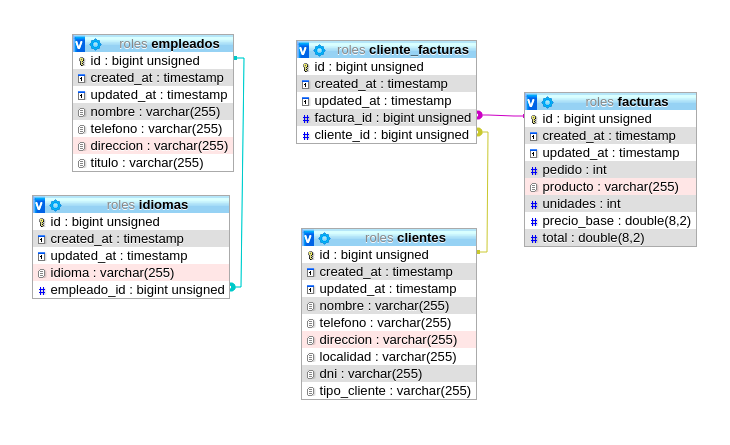 roles empleados
id : bigint unsigned
created_at : timestamp
updated_at : timestamp
nombre : varchar(255)
telefono : varchar(255)
direccion : varchar(255)
titulo : varchar(255)
roles idiomas
id : bigint unsigned
created_at : timestamp
updated_at : timestamp
idioma : varchar(255)
empleado_id : bigint unsigned
roles cliente_facturas
id : bigint unsigned
created_at : timestamp
updated_at : timestamp
factura_id : bigint unsigned
cliente_id : bigint unsigned
roles clientes
id : bigint unsigned
created_at : timestamp
updated_at : timestamp
nombre : varchar(255)
telefono : varchar(255)
direccion : varchar(255)
localidad : varchar(255)
dni : varchar(255)
tipo_cliente : varchar(255)
roles facturas
id : bigint unsigned
created_at : timestamp
updated_at : timestamp
pedido : int
producto : varchar(255)
unidades : int
precio_base : double(8,2)
total : double(8,2)